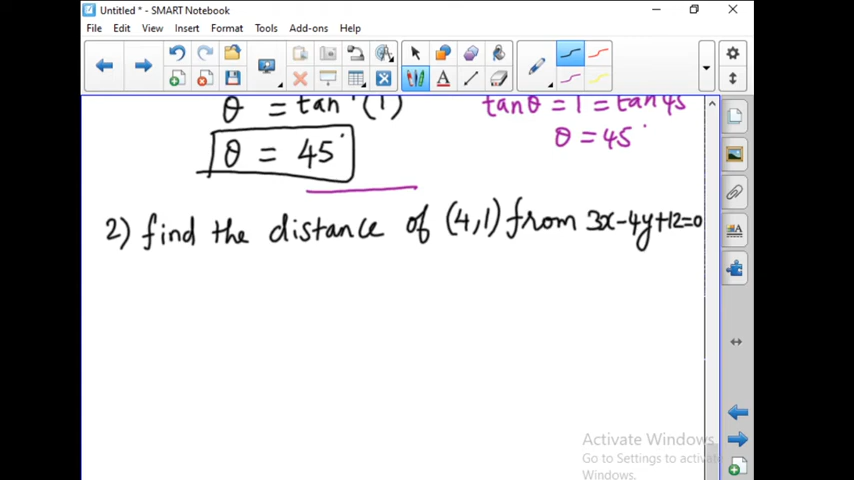 Untitled * - SMART Notebook
File Edit View Insert Format Tools Add-ons Help
θ = tan⁻¹(1)
tanθ = 1 = tan45
θ = 45°
θ = 45°
2) find the distance of (4,1) from 3x-4y+12=0
Activate Windows
Go to Settings to activate
Windows.